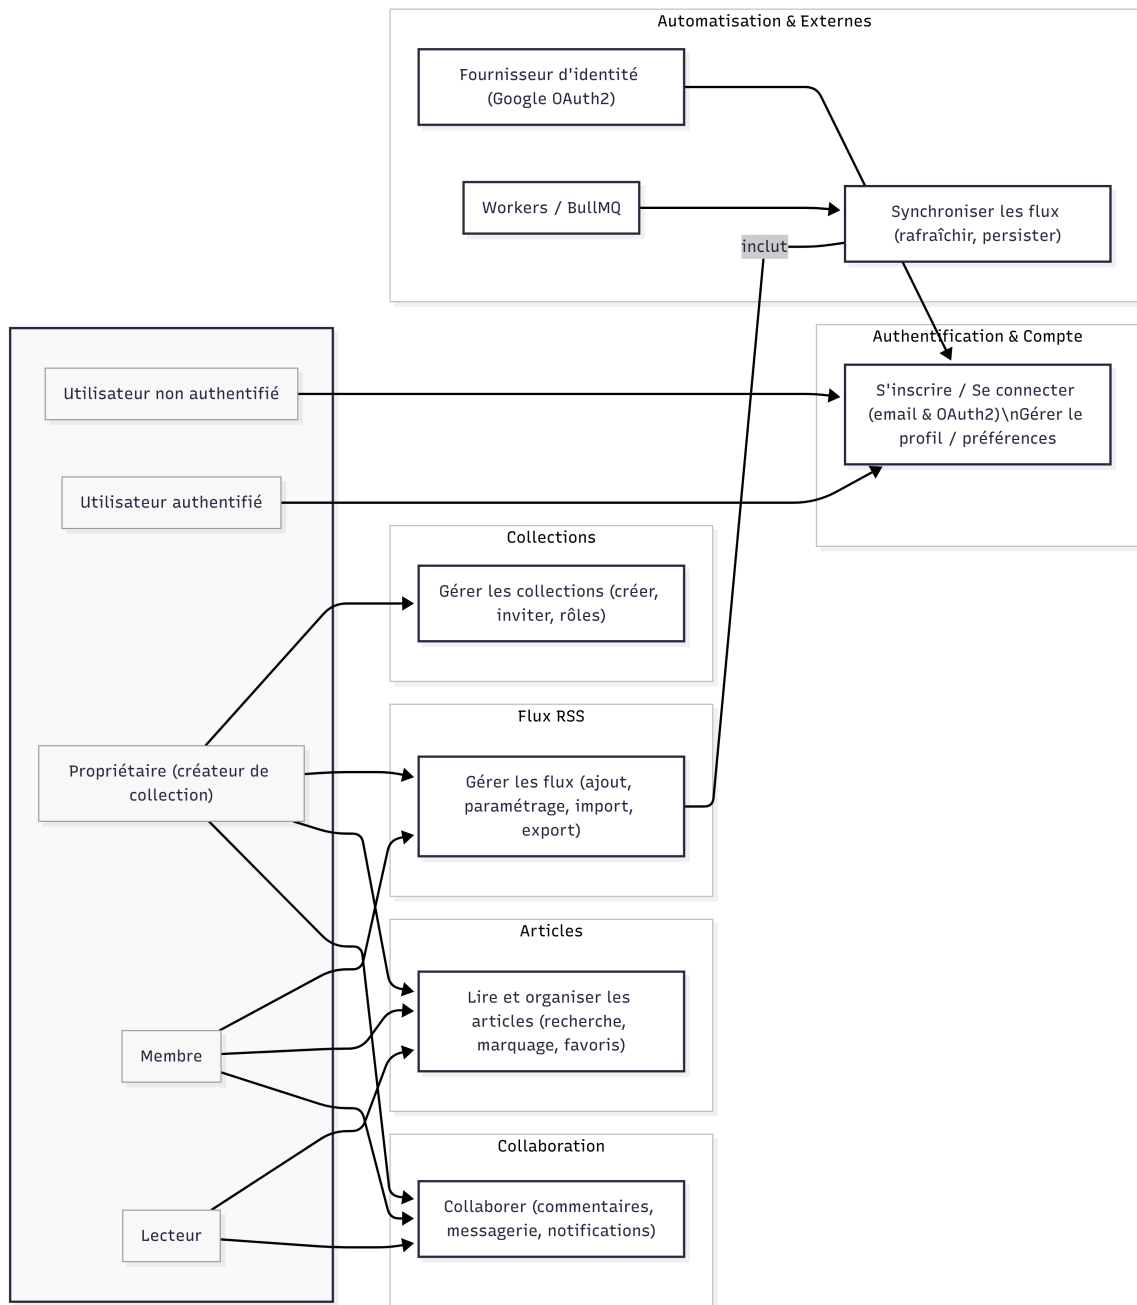 Automatisation & Externes
Fournisseur d'identité
(Google OAuth2)
Workers / BullMQ
Synchroniser les flux
(rafraîchir, persister)
inclut
Authentification & Compte
Utilisateur non authentifié
S'inscrire / Se connecter
(email & OAuth2)\nGérer le
profil / préférences
Utilisateur authentifié
Collections
Gérer les collections (créer,
inviter, rôles)
Flux RSS
Propriétaire (créateur de
collection)
Gérer les flux (ajout,
paramétrage, import,
export)
Articles
Lire et organiser les
articles (recherche,
marquage, favoris)
Membre
Collaboration
Collaborer (commentaires,
messagerie, notifications)
Lecteur